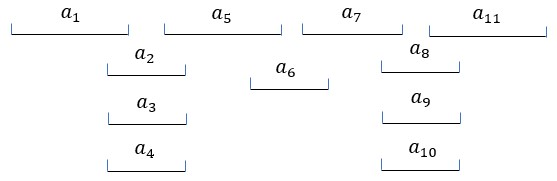 a₁ a₅ a₇ a₁₁
a₂ a₈
a₆
a₃ a₉
a₄ a₁₀